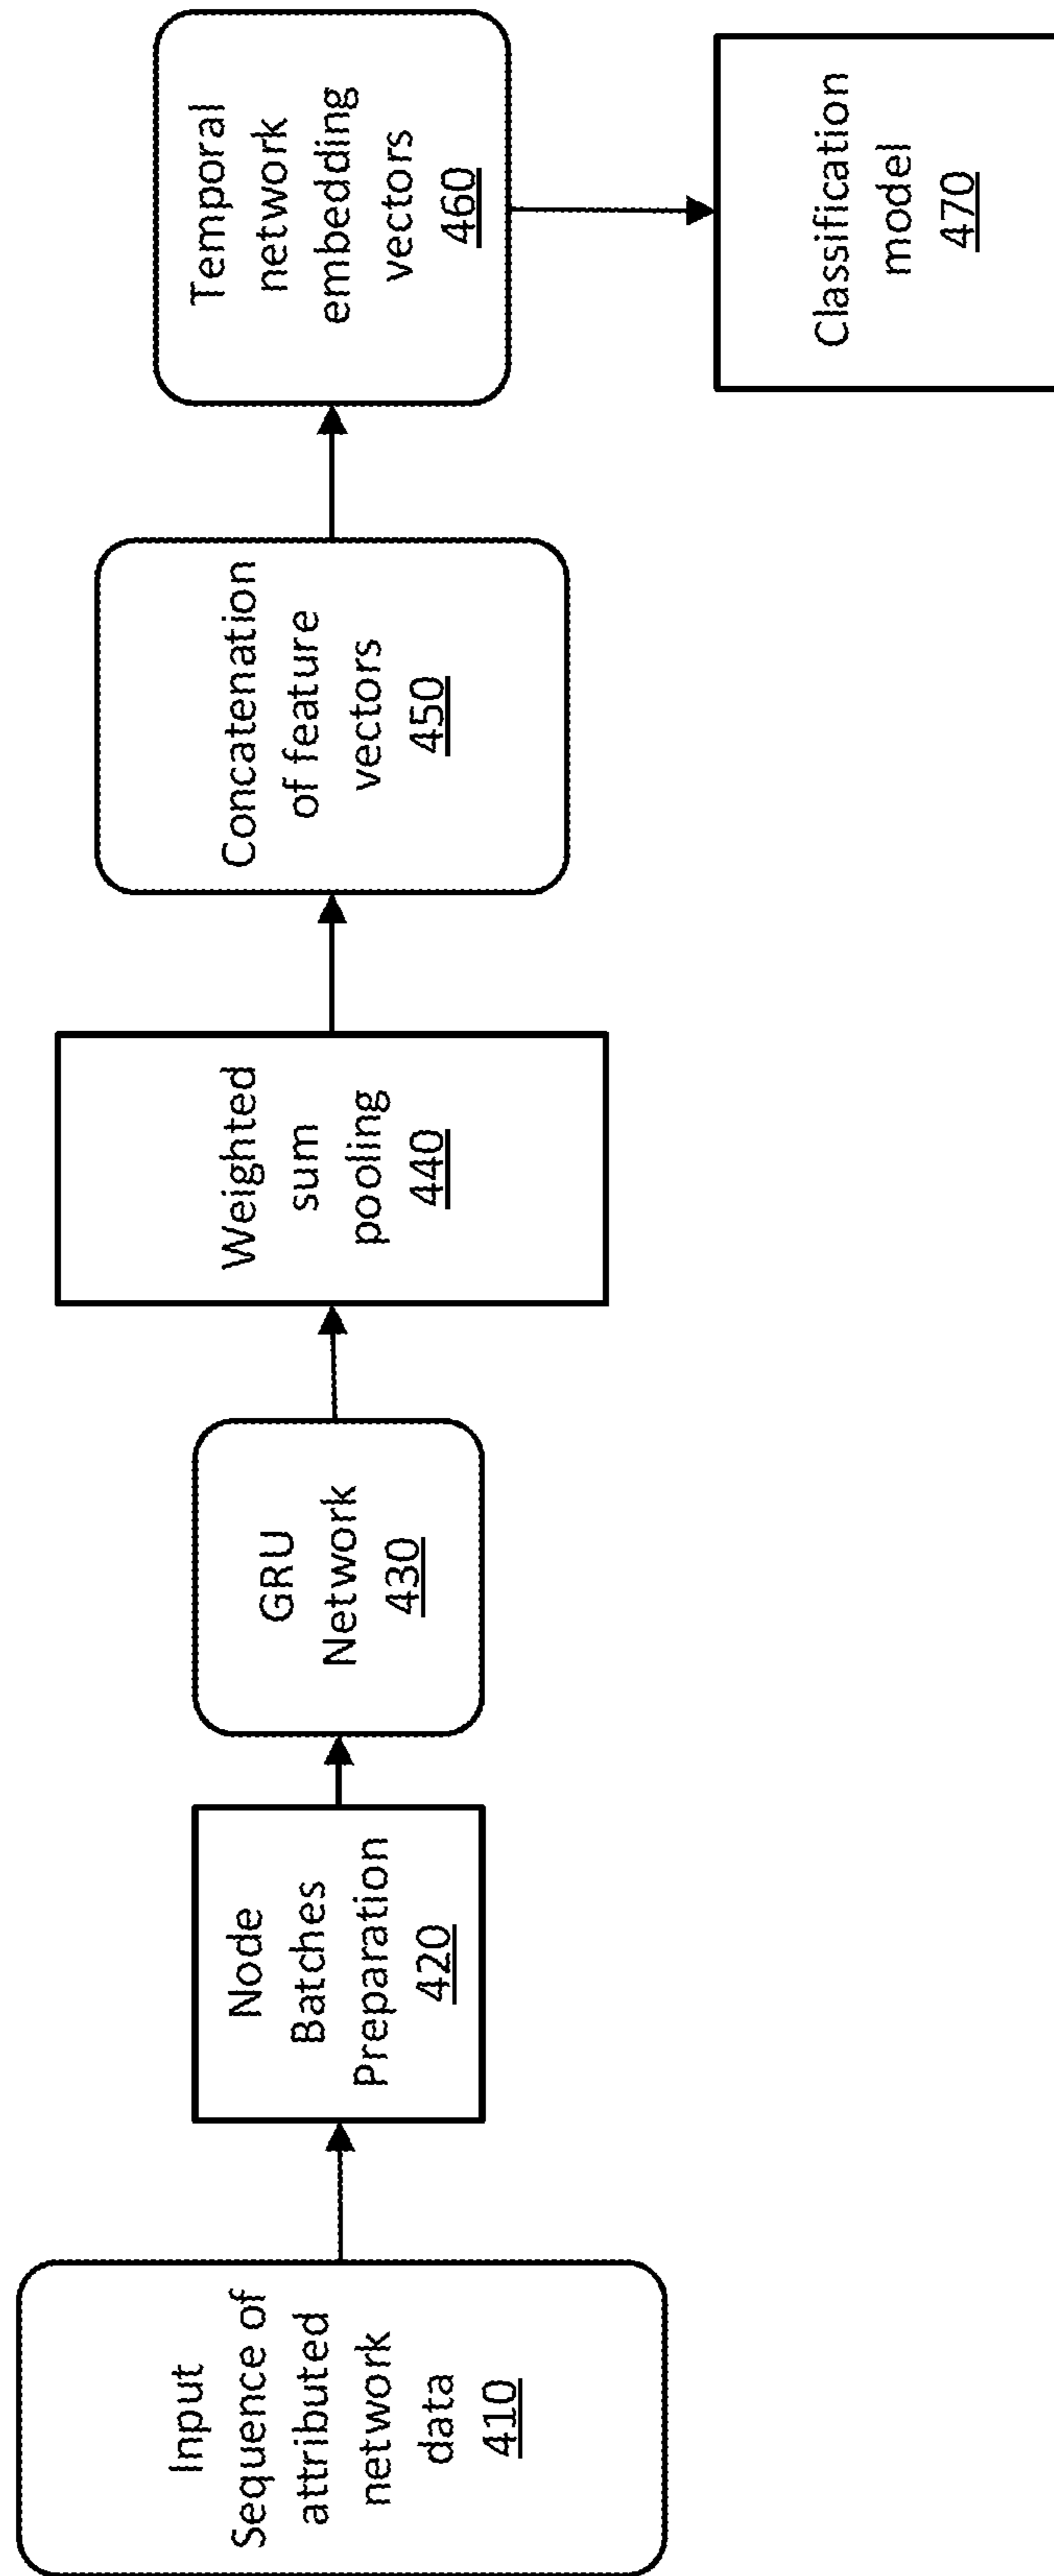 Input
Sequence of
attributed
network
data
410
Node
Batches
Preparation
420
GRU
Network
430
Weighted
sum
pooling
440
Concatenation
of feature
vectors
450
Temporal
network
embedding
vectors
460
Classification
model
470